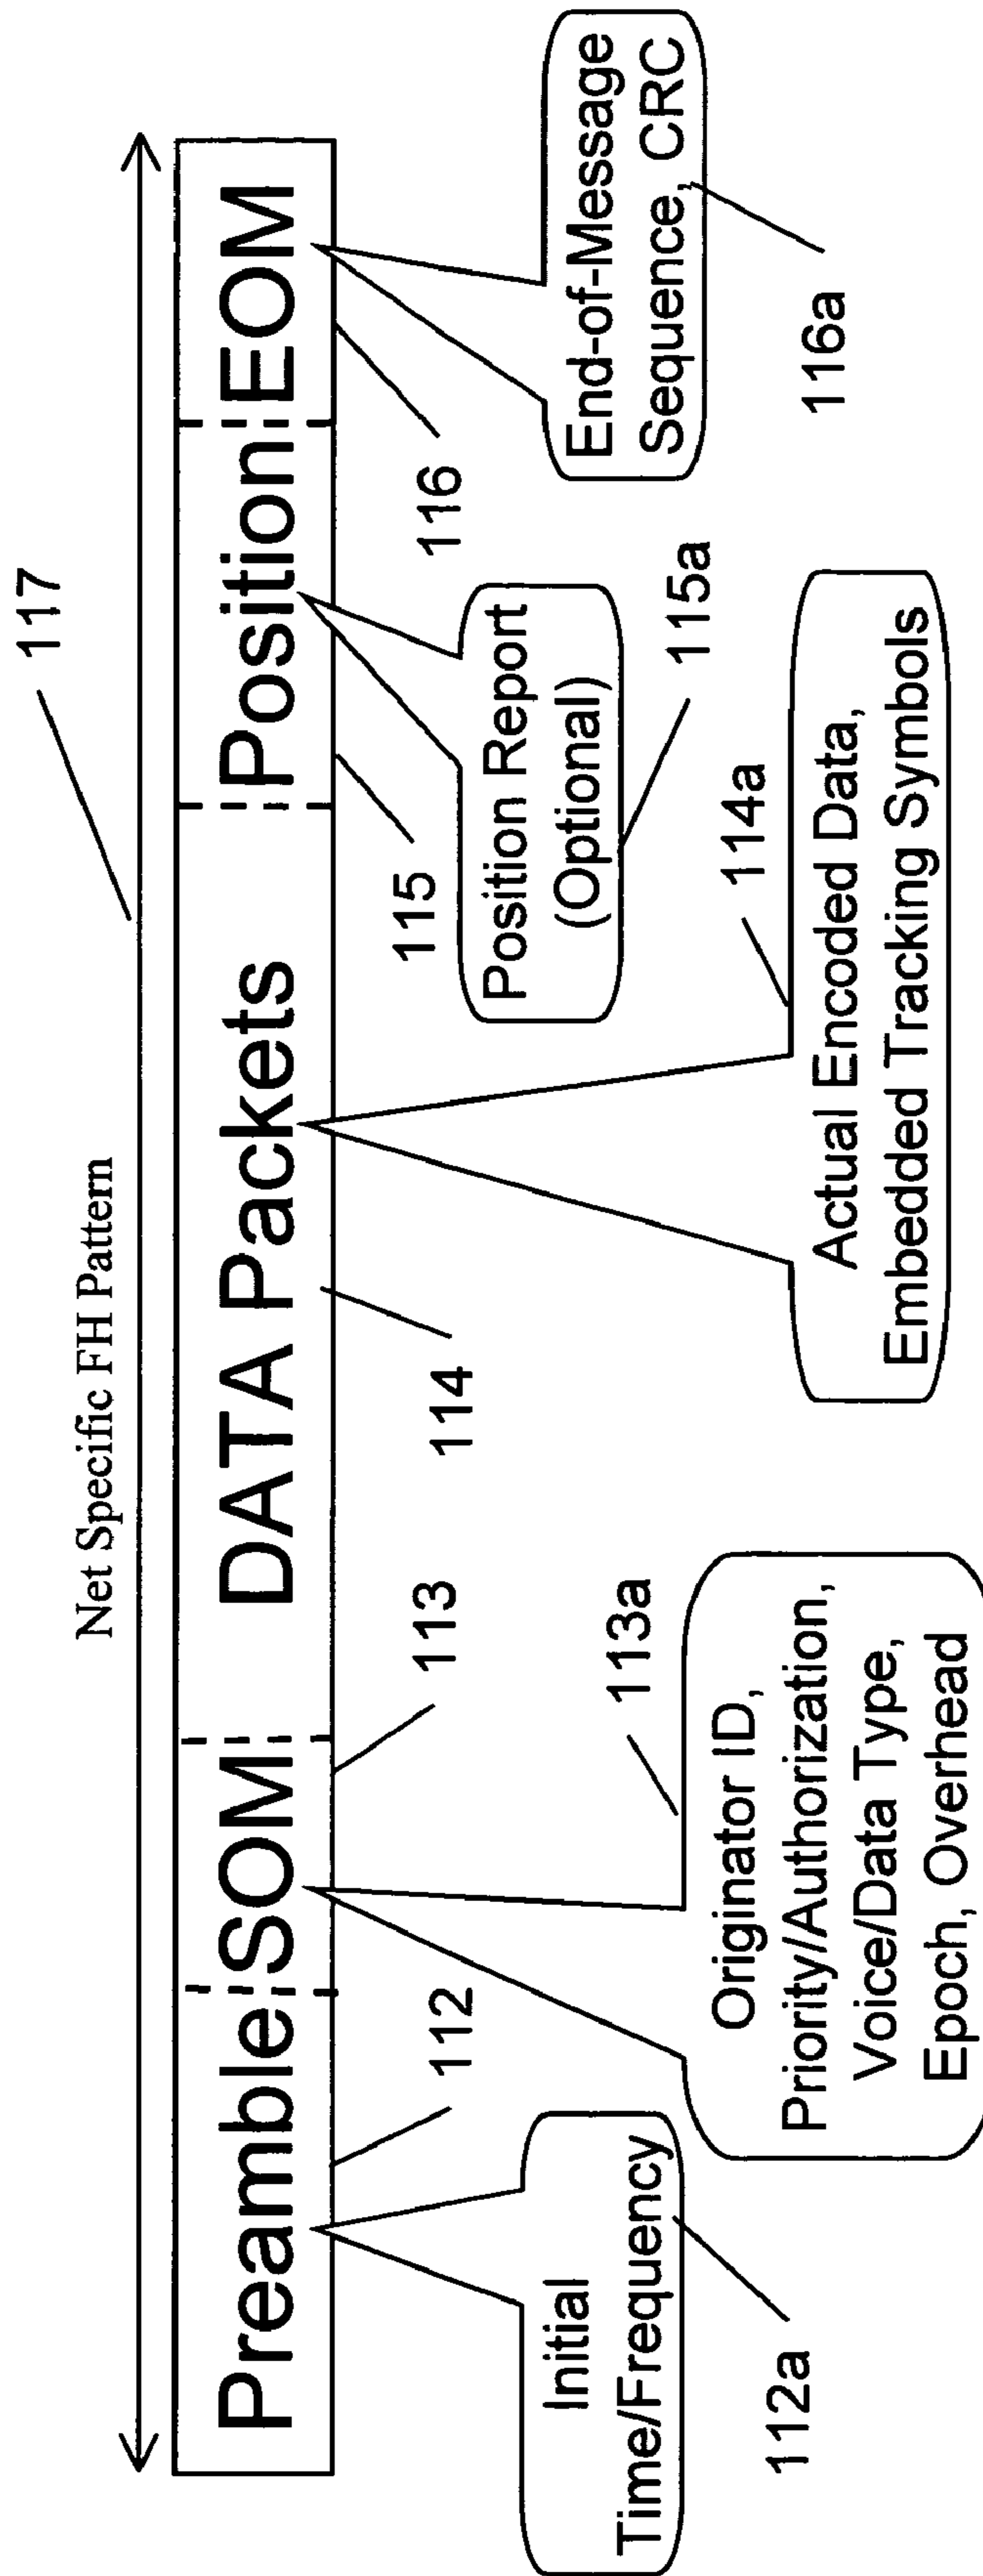 117
Net Specific FH Pattern
Preamble
SOM
DATA Packets
Position
EOM
112
113
114
115
116
Initial
Time/Frequency
112a
Originator ID,
Priority/Authorization,
Voice/Data Type,
Epoch, Overhead
113a
Actual Encoded Data,
Embedded Tracking Symbols
114a
Position Report
(Optional)
115a
End-of-Message
Sequence, CRC
116a